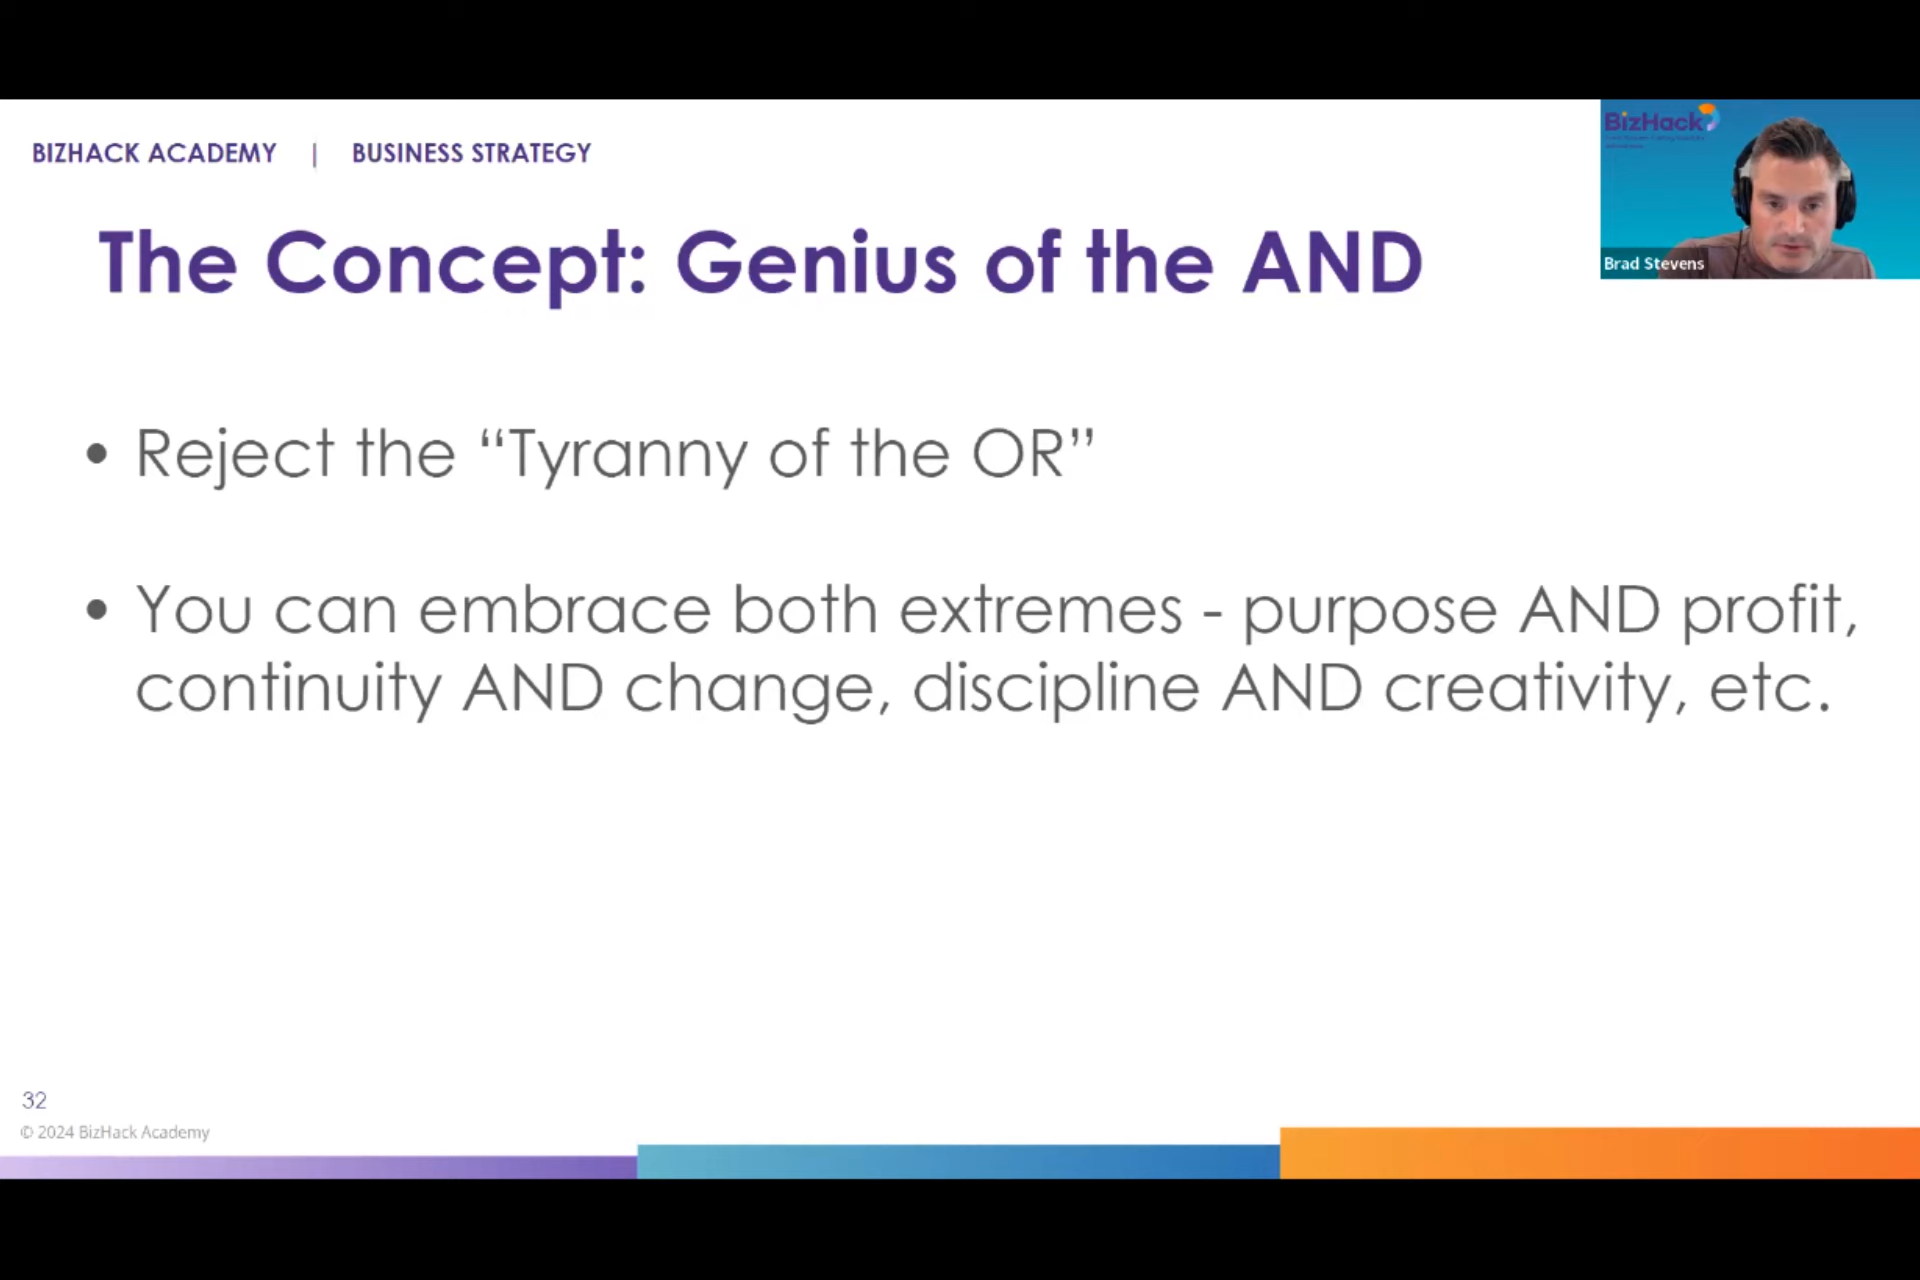 BIZHACK ACADEMY | BUSINESS STRATEGY
BizHack
Brad Stevens
The Concept: Genius of the AND
• Reject the “Tyranny of the OR”
• You can embrace both extremes - purpose AND profit,
continuity AND change, discipline AND creativity, etc.
32
© 2024 BizHack Academy